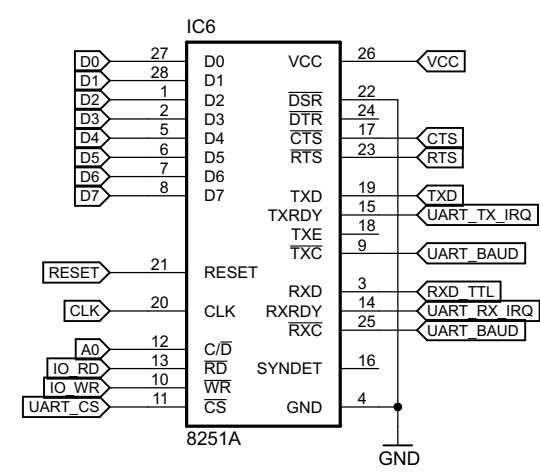 IC6
D0 27 D0 VCC 26 VCC
D1 28 D1
D2 1 D2 DSR 22
D3 2 D3 DTR 24
D4 5 D4 CTS 17 CTS
D5 6 D5 RTS 23 RTS
D6 7 D6
D7 8 D7 TXD 19 TXD
TXRDY 15 UART_TX_IRQ
TXE 18
TXC 9 UART_BAUD
RESET 21 RESET
RXD 3 RXD_TTL
CLK 20 CLK RXRDY 14 UART_RX_IRQ
RXC 25 UART_BAUD
A0 12 C/D
IO_RD 13 RD SYNDET 16
IO_WR 10 WR
UART_CS 11 CS GND 4
8251A
GND